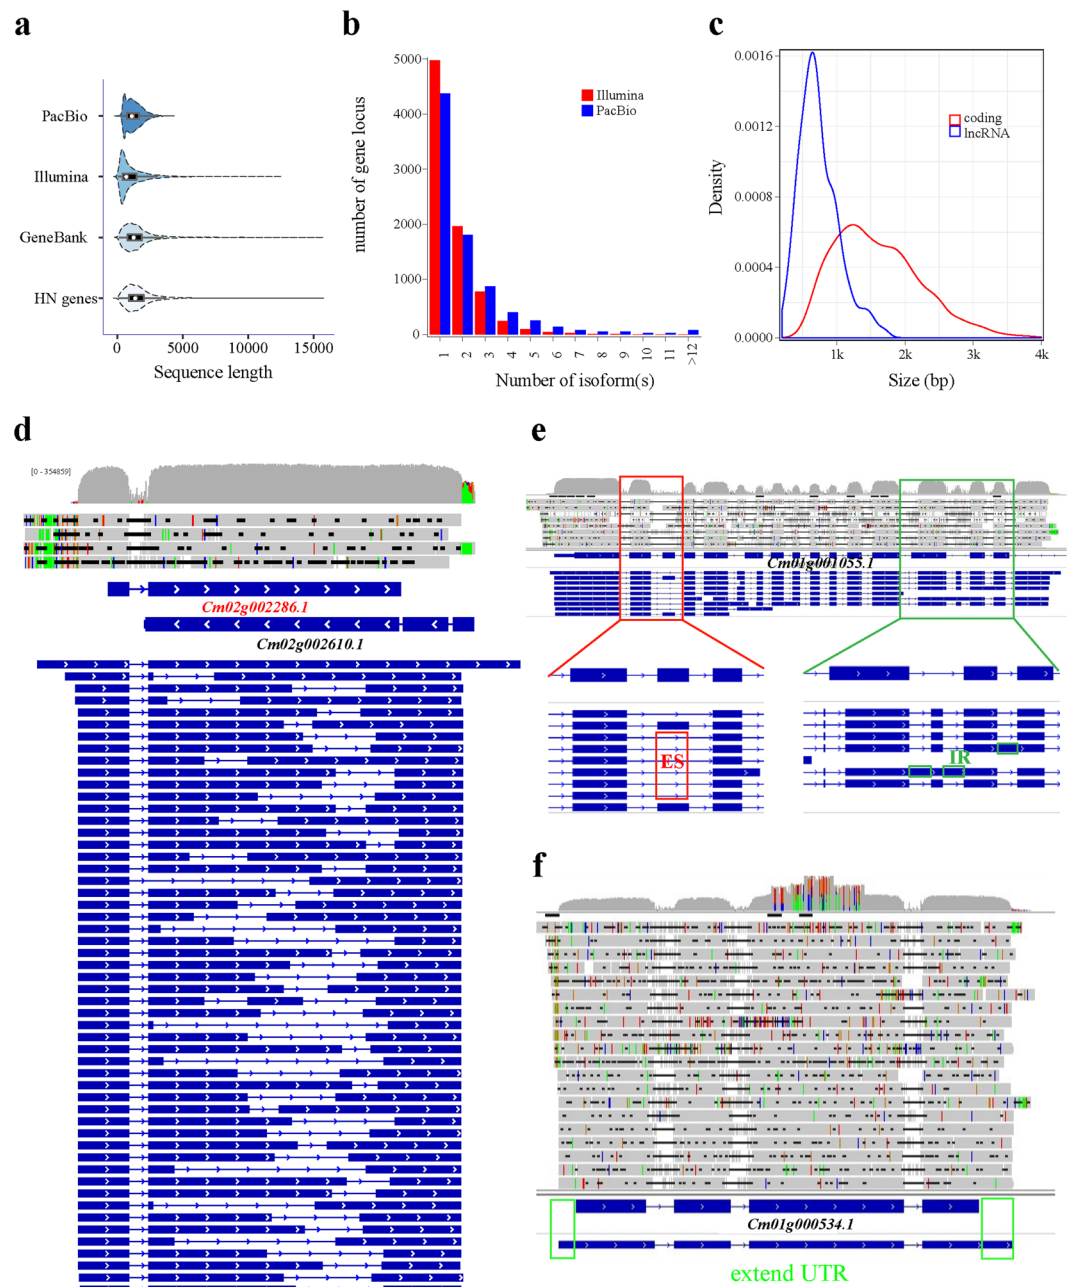 a
PacBio
Illumina
GeneBank
HN genes
0
5000
10000
15000
Sequence length
b
number of gene locus
5000
4000
3000
2000
1000
0
Illumina
PacBio
1 2 3 4 5 6 7 8 9 10 11 >12
Number of isoform(s)
c
Density
0.0016
0.0012
0.0008
0.0004
0.0000
coding
lncRNA
1k 2k 3k 4k
Size (bp)
d
[0 - 354859]
Cm02g002286.1
Cm02g002610.1
e
Cm01g001055.1
ES
IR
f
Cm01g000534.1
extend UTR